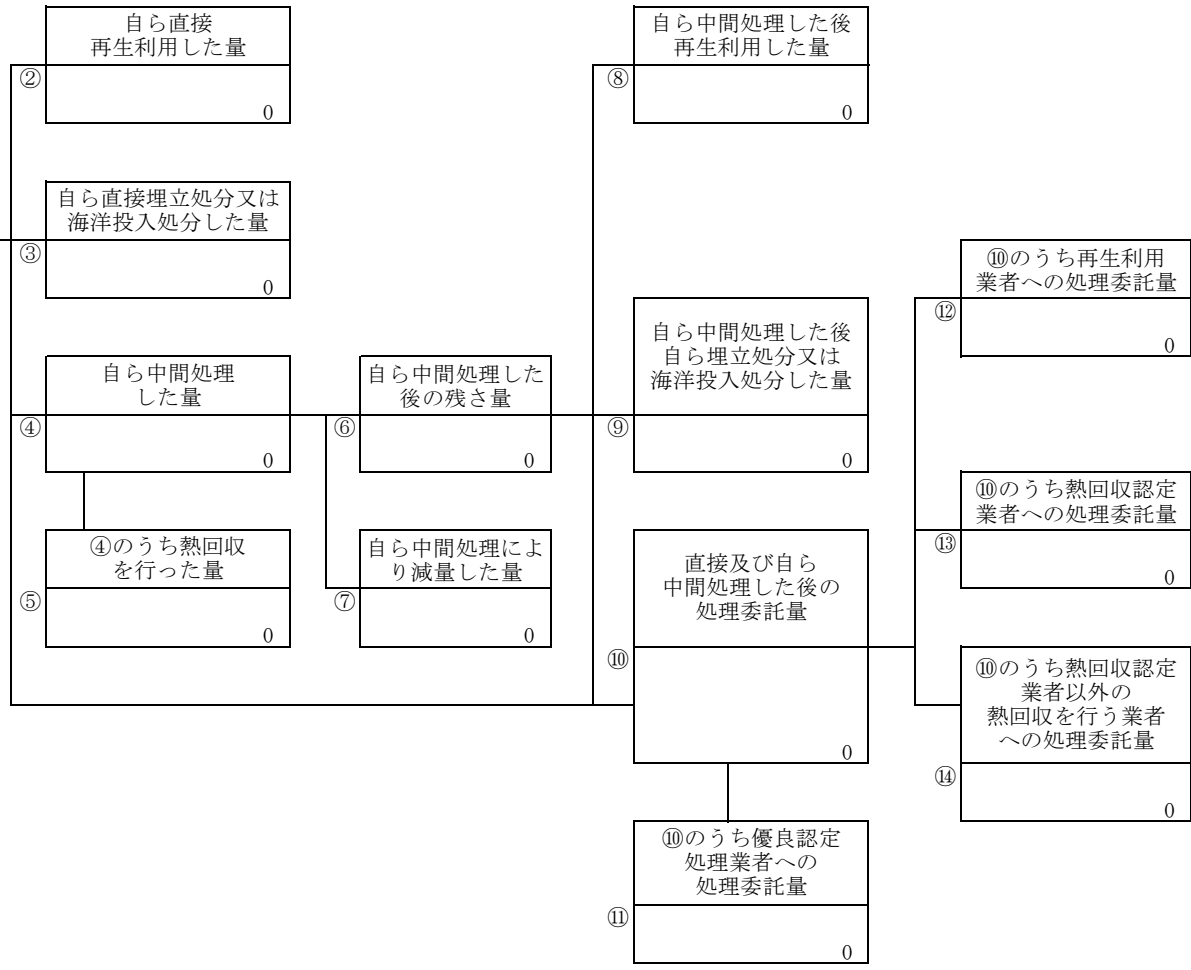 自ら直接
再生利用した量
②
0
自ら直接埋立処分又は
海洋投入処分した量
③
0
自ら中間処理
した量
④
0
④のうち熱回収
を行った量
⑤
0
自ら中間処理した
後の残さ量
⑥
0
自ら中間処理によ
り減量した量
⑦
0
自ら中間処理した後
再生利用した量
⑧
0
自ら中間処理した後
自ら埋立処分又は
海洋投入処分した量
⑨
0
直接及び自ら
中間処理した後の
処理委託量
⑩
0
⑩のうち優良認定
処理業者への
処理委託量
⑪
0
⑩のうち再生利用
業者への処理委託量
⑫
0
⑩のうち熱回収認定
業者への処理委託量
⑬
0
⑩のうち熱回収認定
業者以外の
熱回収を行う業者
への処理委託量
⑭
0